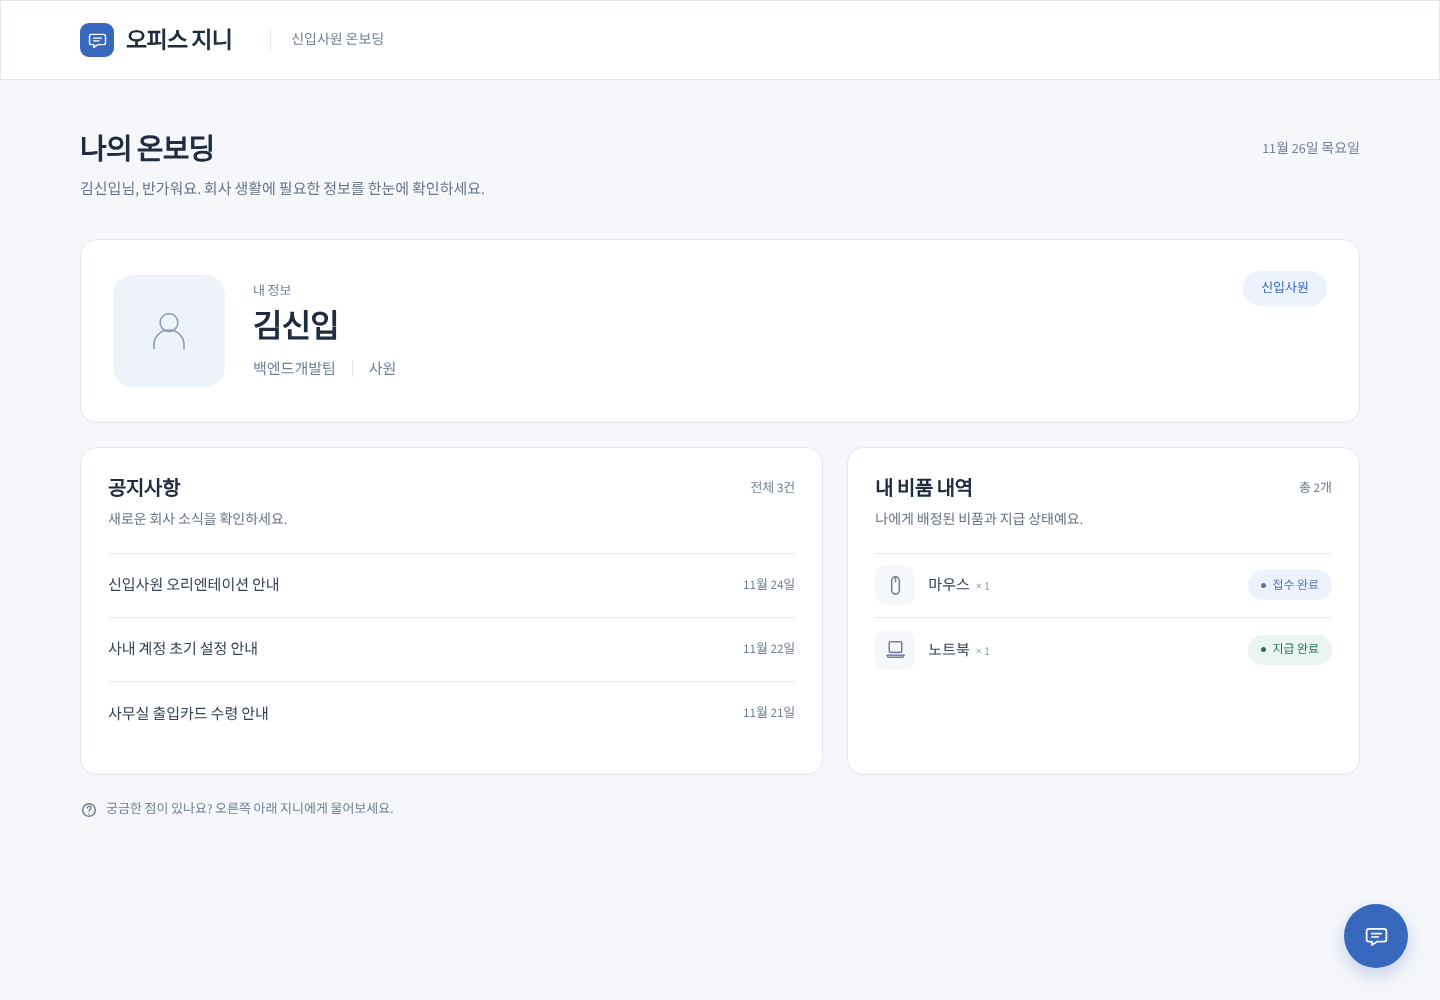 오피스 지니
신입사원 온보딩
나의 온보딩
11월 26일 목요일
김신입님, 반가워요. 회사 생활에 필요한 정보를 한눈에 확인하세요.
내 정보
신입사원
김신입
백엔드개발팀
사원
공지사항
전체 3건
새로운 회사 소식을 확인하세요.
신입사원 오리엔테이션 안내
11월 24일
사내 계정 초기 설정 안내
11월 22일
사무실 출입카드 수령 안내
11월 21일
내 비품 내역
총 2개
나에게 배정된 비품과 지급 상태예요.
마우스 × 1
접수 완료
노트북 × 1
지급 완료
궁금한 점이 있나요? 오른쪽 아래 지니에게 물어보세요.